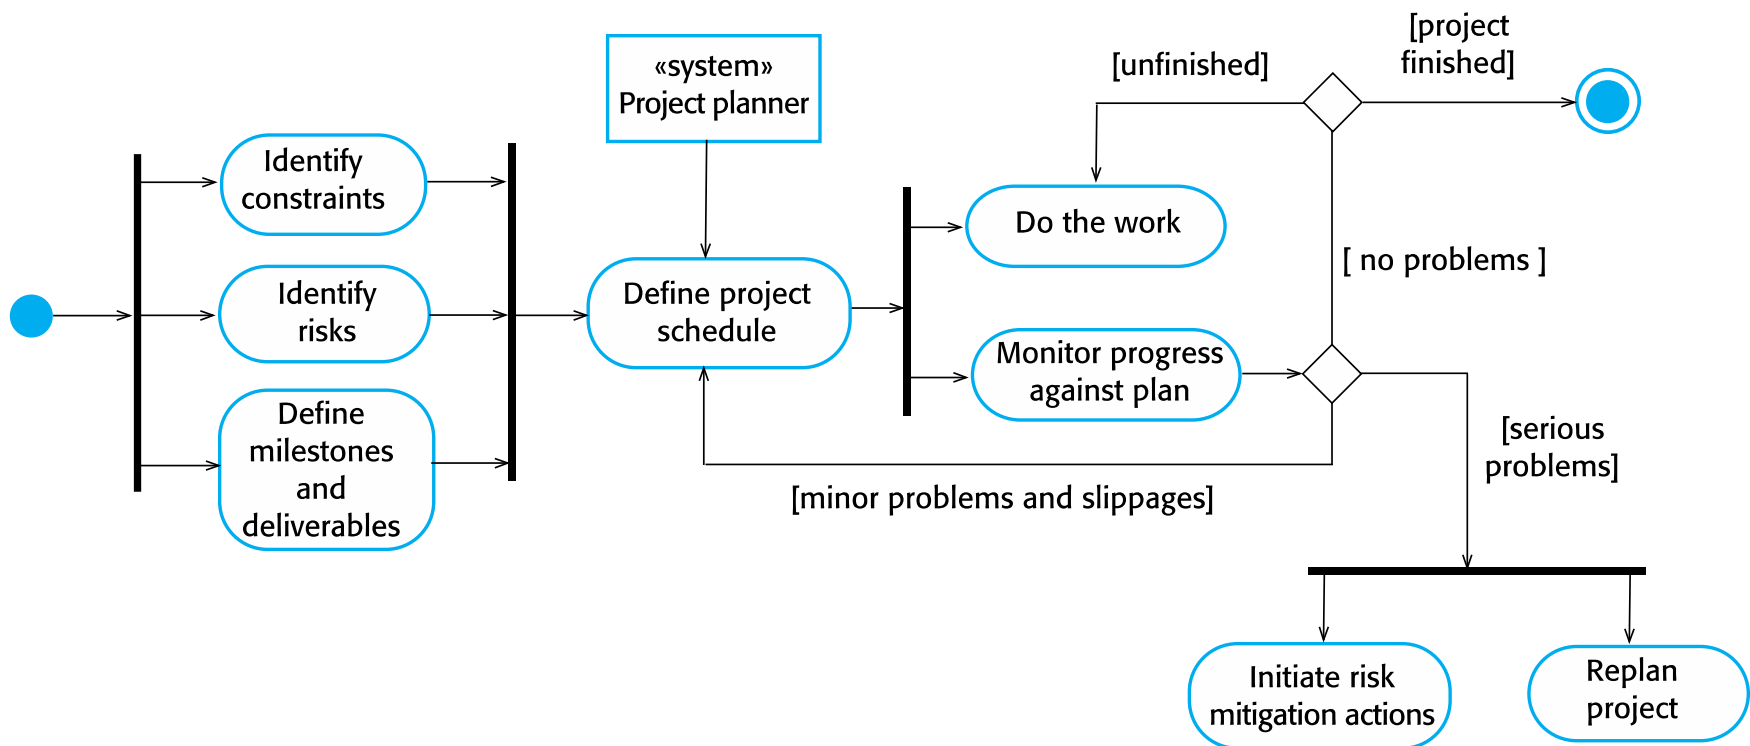 Identify
constraints
Identify
risks
Define
milestones
and
deliverables
«system»
Project planner
Define project
schedule
[unfinished]
[project
finished]
Do the work
[ no problems ]
Monitor progress
against plan
[minor problems and slippages]
[serious
problems]
Initiate risk
mitigation actions
Replan
project